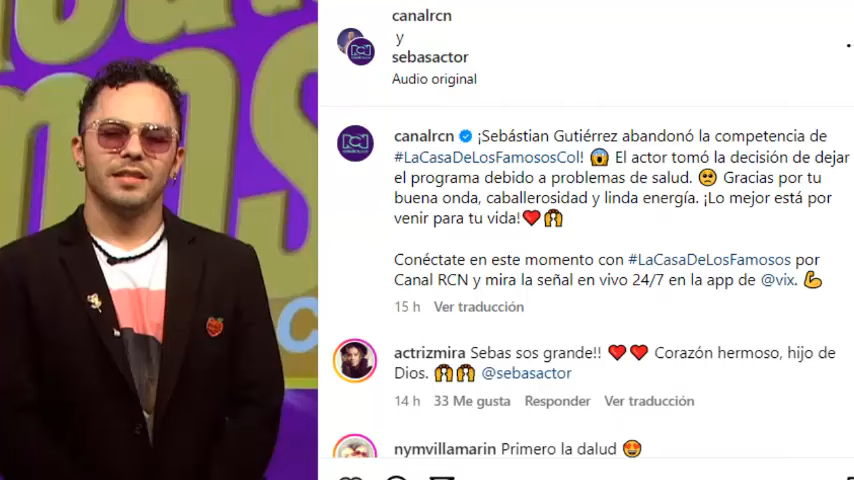 canalrcn
y
sebasactor
Audio original
RCN
canalrcn ¡Sebástian Gutiérrez abandonó la competencia de
#LaCasaDeLosFamososCol! 😱 El actor tomó la decisión de dejar
el programa debido a problemas de salud. 🥺 Gracias por tu
buena onda, caballerosidad y linda energía. ¡Lo mejor está por
venir para tu vida!❤️🙌
Conéctate en este momento con #LaCasaDeLosFamosos por
Canal RCN y mira la señal en vivo 24/7 en la app de @vix. 💪
15 h Ver traducción
actrizmira Sebas sos grande!! ❤️❤️ Corazón hermoso, hijo de
Dios. 🙌🙌 @sebasactor
14 h 33 Me gusta Responder Ver traducción
nymvillamarin Primero la dalud 😍